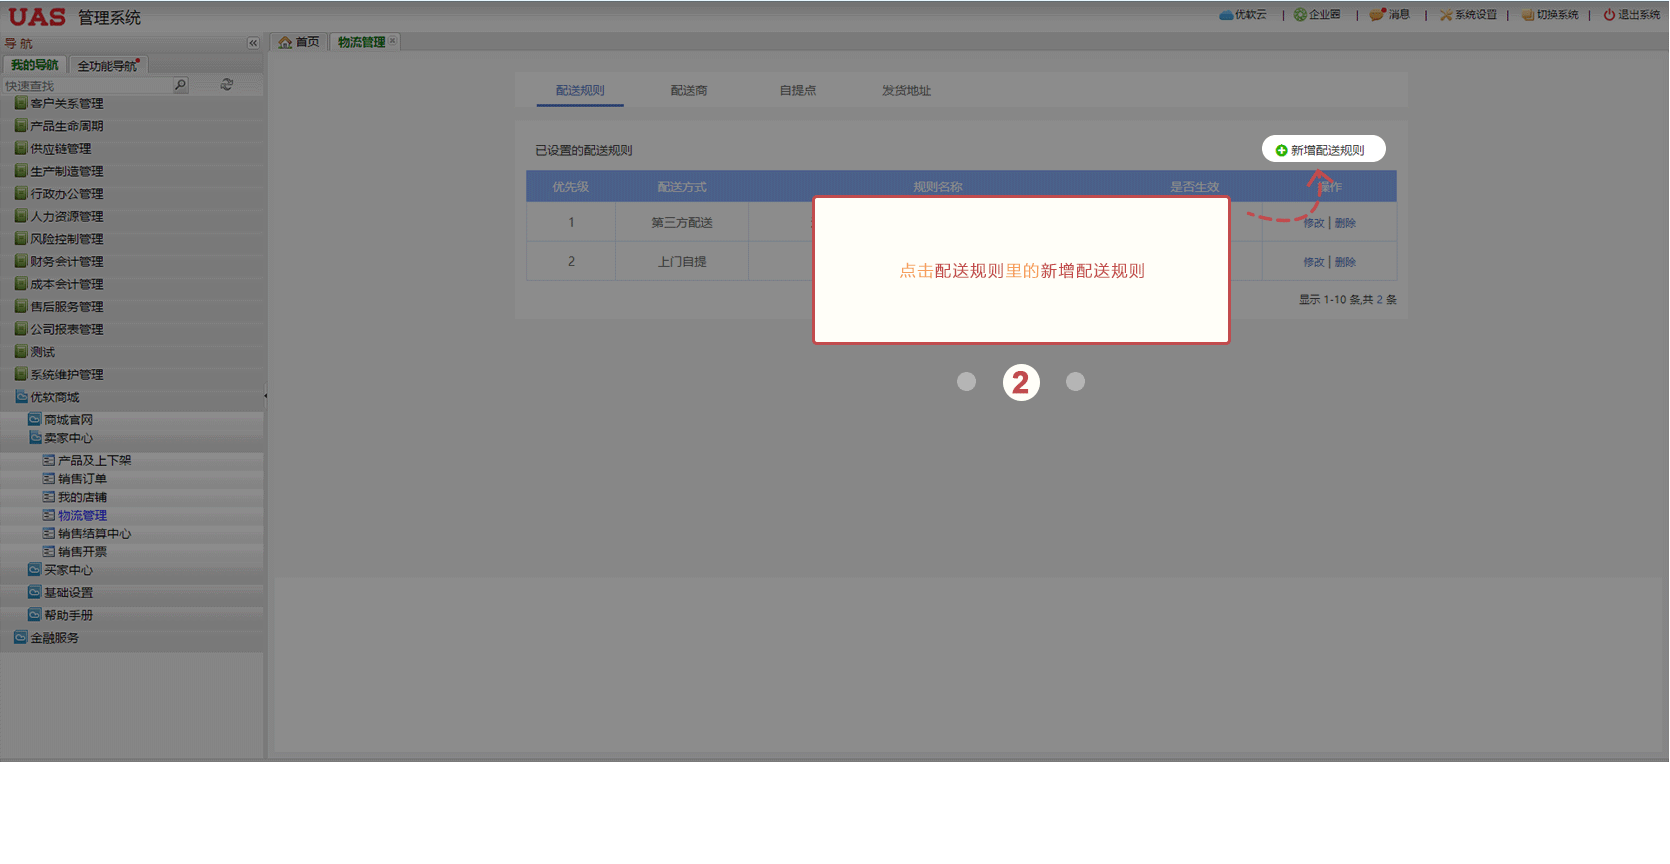 UAS 管理系统
优软云 | 企业圈 | 消息 | 系统设置 | 切换系统 | 退出系统
导航
首页
物流管理
我的导航
全功能导航
快速查找
客户关系管理
产品生命周期
供应链管理
生产制造管理
行政办公管理
人力资源管理
风险控制管理
财务会计管理
成本会计管理
售后服务管理
公司报表管理
测试
系统维护管理
优软商城
商城官网
卖家中心
产品及上下架
销售订单
我的店铺
物流管理
销售结算中心
销售开票
买家中心
基础设置
帮助手册
金融服务
配送规则 配送商 自提点 发货地址
已设置的配送规则
新增配送规则
优先级 配送方式 规则名称 是否生效 操作
1 第三方配送 修改 | 删除
2 上门自提 修改 | 删除
显示 1-10 条,共 2 条
点击配送规则里的新增配送规则
2